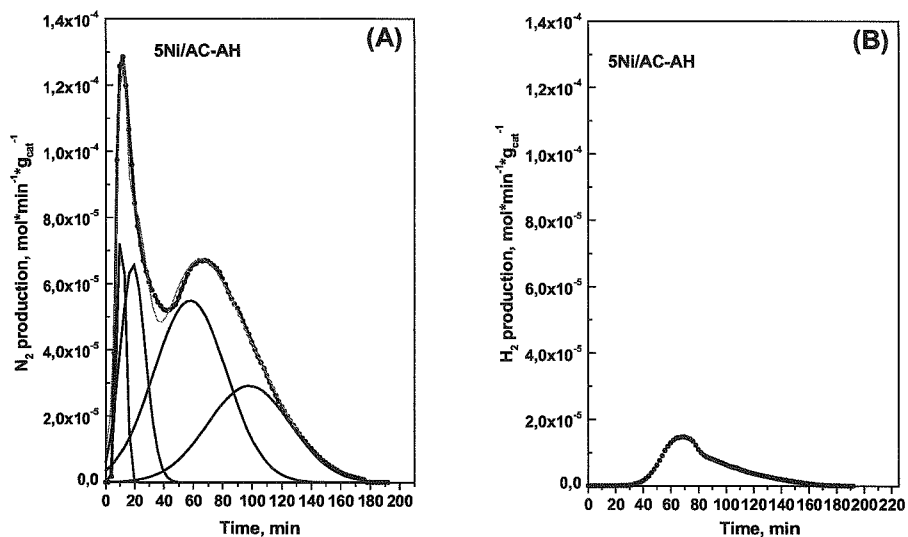 (A)
5Ni/AC-AH
N₂ production, mol*min⁻¹*g_cat⁻¹
1,4x10⁻⁴
1,2x10⁻⁴
1,0x10⁻⁴
8,0x10⁻⁵
6,0x10⁻⁵
4,0x10⁻⁵
2,0x10⁻⁵
0,0
0 20 40 60 80 100 120 140 160 180 200
Time, min
(B)
5Ni/AC-AH
H₂ production, mol*min⁻¹*g_cat⁻¹
1,4x10⁻⁴
1,2x10⁻⁴
1,0x10⁻⁴
8,0x10⁻⁵
6,0x10⁻⁵
4,0x10⁻⁵
2,0x10⁻⁵
0,0
0 20 40 60 80 100 120 140 160 180 200 220
Time, min